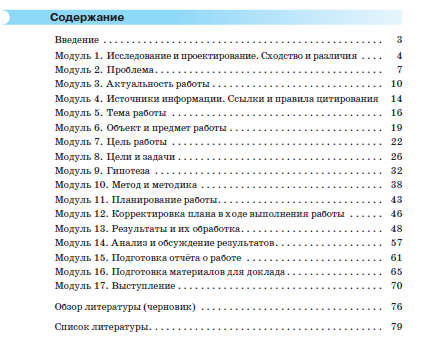 Содержание
Введение . . . . . . . . . . . . . . . . . . . . . . . . . . . . . . . . . . . . . . . . 3
Модуль 1. Исследование и проектирование. Сходство и различия . . . . 4
Модуль 2. Проблема. . . . . . . . . . . . . . . . . . . . . . . . . . . . . . . . 7
Модуль 3. Актуальность работы . . . . . . . . . . . . . . . . . . . . . . . . 10
Модуль 4. Источники информации. Ссылки и правила цитирования 14
Модуль 5. Тема работы . . . . . . . . . . . . . . . . . . . . . . . . . . . . . . 16
Модуль 6. Объект и предмет работы . . . . . . . . . . . . . . . . . . . . . . 19
Модуль 7. Цель работы . . . . . . . . . . . . . . . . . . . . . . . . . . . . . . 22
Модуль 8. Цели и задачи . . . . . . . . . . . . . . . . . . . . . . . . . . . . . 26
Модуль 9. Гипотеза . . . . . . . . . . . . . . . . . . . . . . . . . . . . . . . . 32
Модуль 10. Метод и методика . . . . . . . . . . . . . . . . . . . . . . . . . . 38
Модуль 11. Планирование работы. . . . . . . . . . . . . . . . . . . . . . . . 43
Модуль 12. Корректировка плана в ходе выполнения работы . . . . . 46
Модуль 13. Результаты и их обработка. . . . . . . . . . . . . . . . . . . . . 48
Модуль 14. Анализ и обсуждение результатов. . . . . . . . . . . . . . . . 57
Модуль 15. Подготовка отчёта о работе . . . . . . . . . . . . . . . . . . . . 61
Модуль 16. Подготовка материалов для доклада. . . . . . . . . . . . . . 65
Модуль 17. Выступление . . . . . . . . . . . . . . . . . . . . . . . . . . . . . 70
Обзор литературы (черновик) . . . . . . . . . . . . . . . . . . . . . . . . . . 76
Список литературы. . . . . . . . . . . . . . . . . . . . . . . . . . . . . . . . . 79